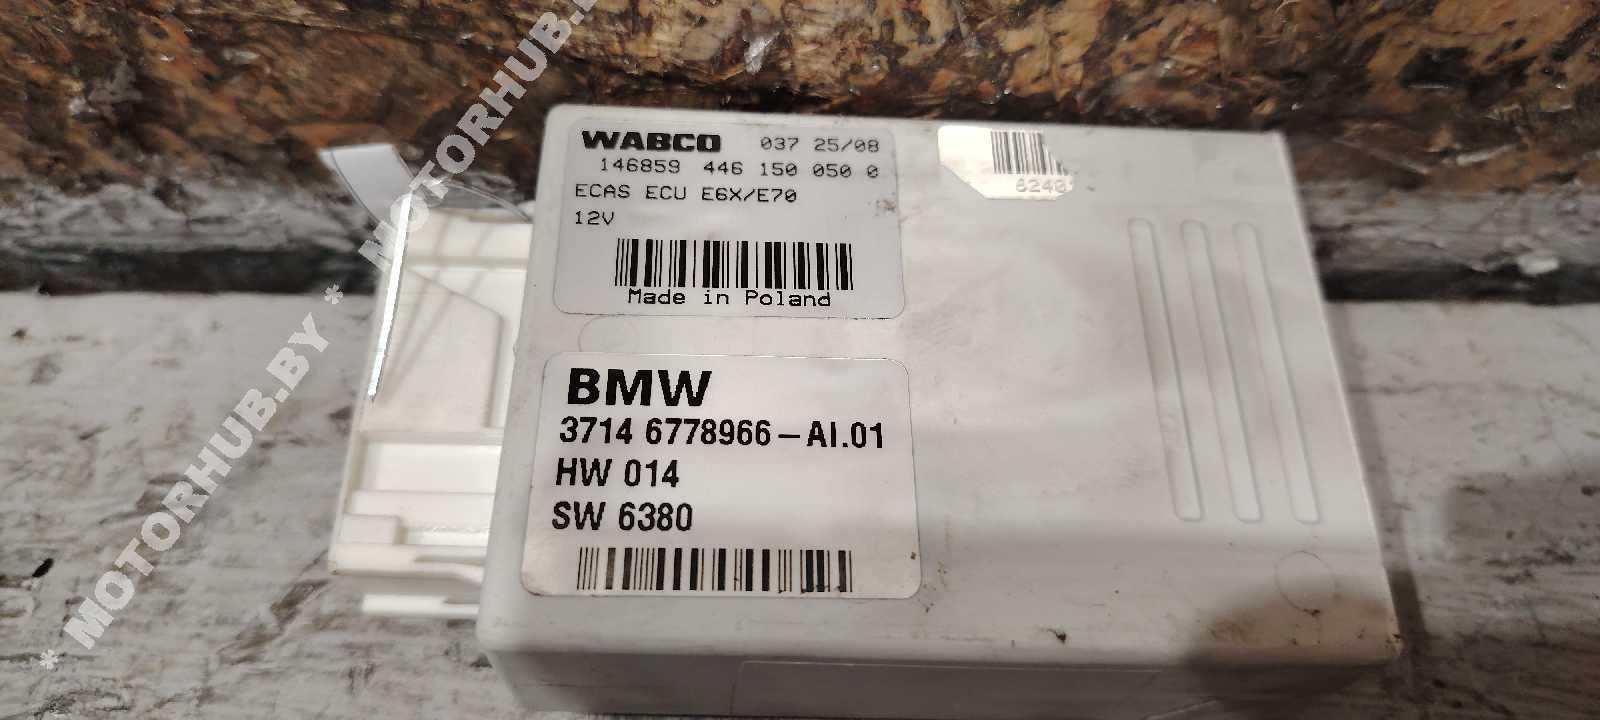 WABCO 037 25/08
146859 446 150 050 0
ECAS ECU E6X/E70
12V
Made in Poland
BMW
3714 6778966-AI.01
HW 014
SW 6380
* MOTORHUB.BY * MOTORHUB.